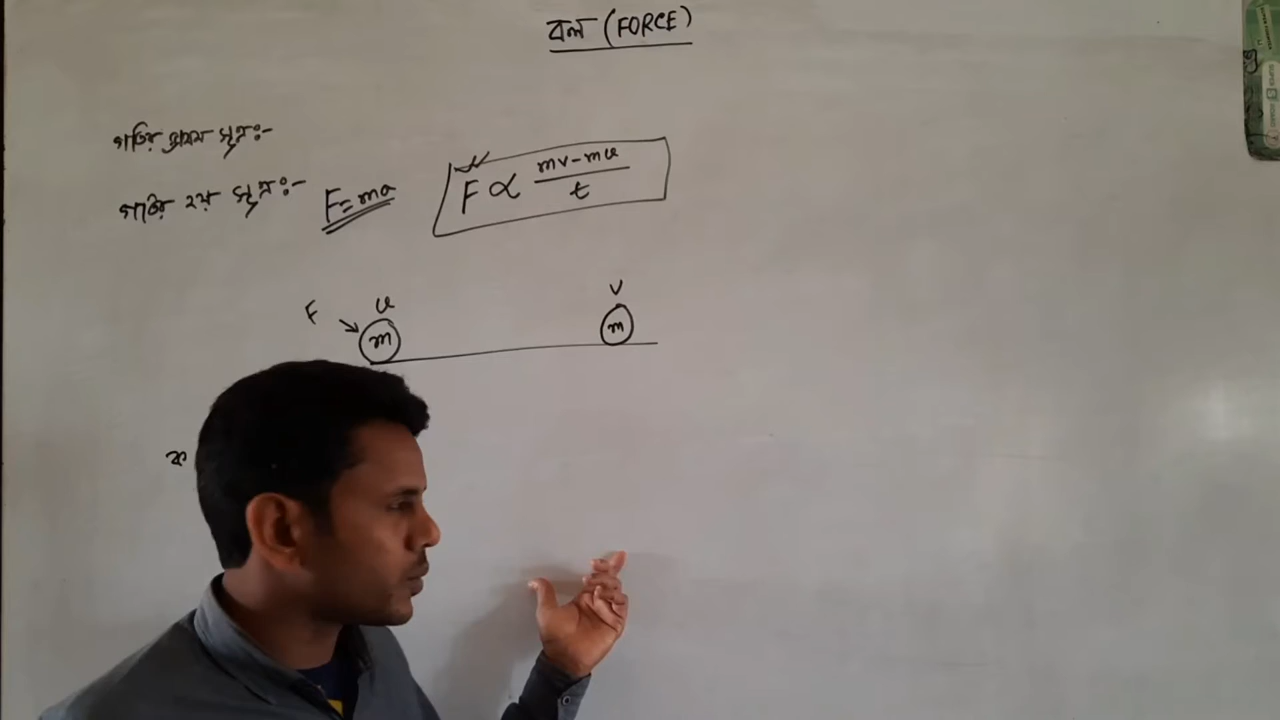 বল (FORCE)
গতির প্রথম সূত্রঃ-
গতির ২য় সূত্রঃ- F=ma F ∝ (mv-mu)/t
F u v
m m
ক